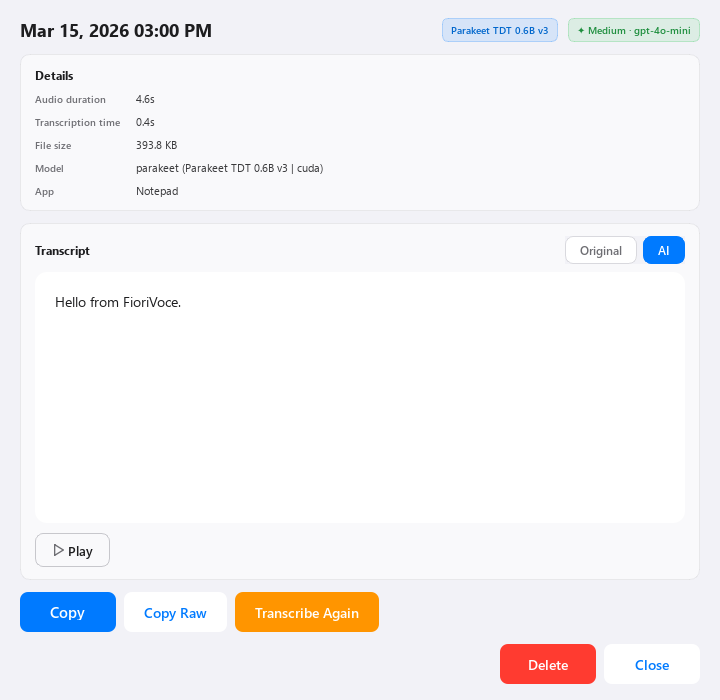 Mar 15, 2026 03:00 PM
Parakeet TDT 0.6B v3
✦ Medium · gpt-4o-mini
Details
Audio duration 4.6s
Transcription time 0.4s
File size 393.8 KB
Model parakeet (Parakeet TDT 0.6B v3 | cuda)
App Notepad
Transcript
Original
AI
Hello from FioriVoce.
Play
Copy
Copy Raw
Transcribe Again
Delete
Close